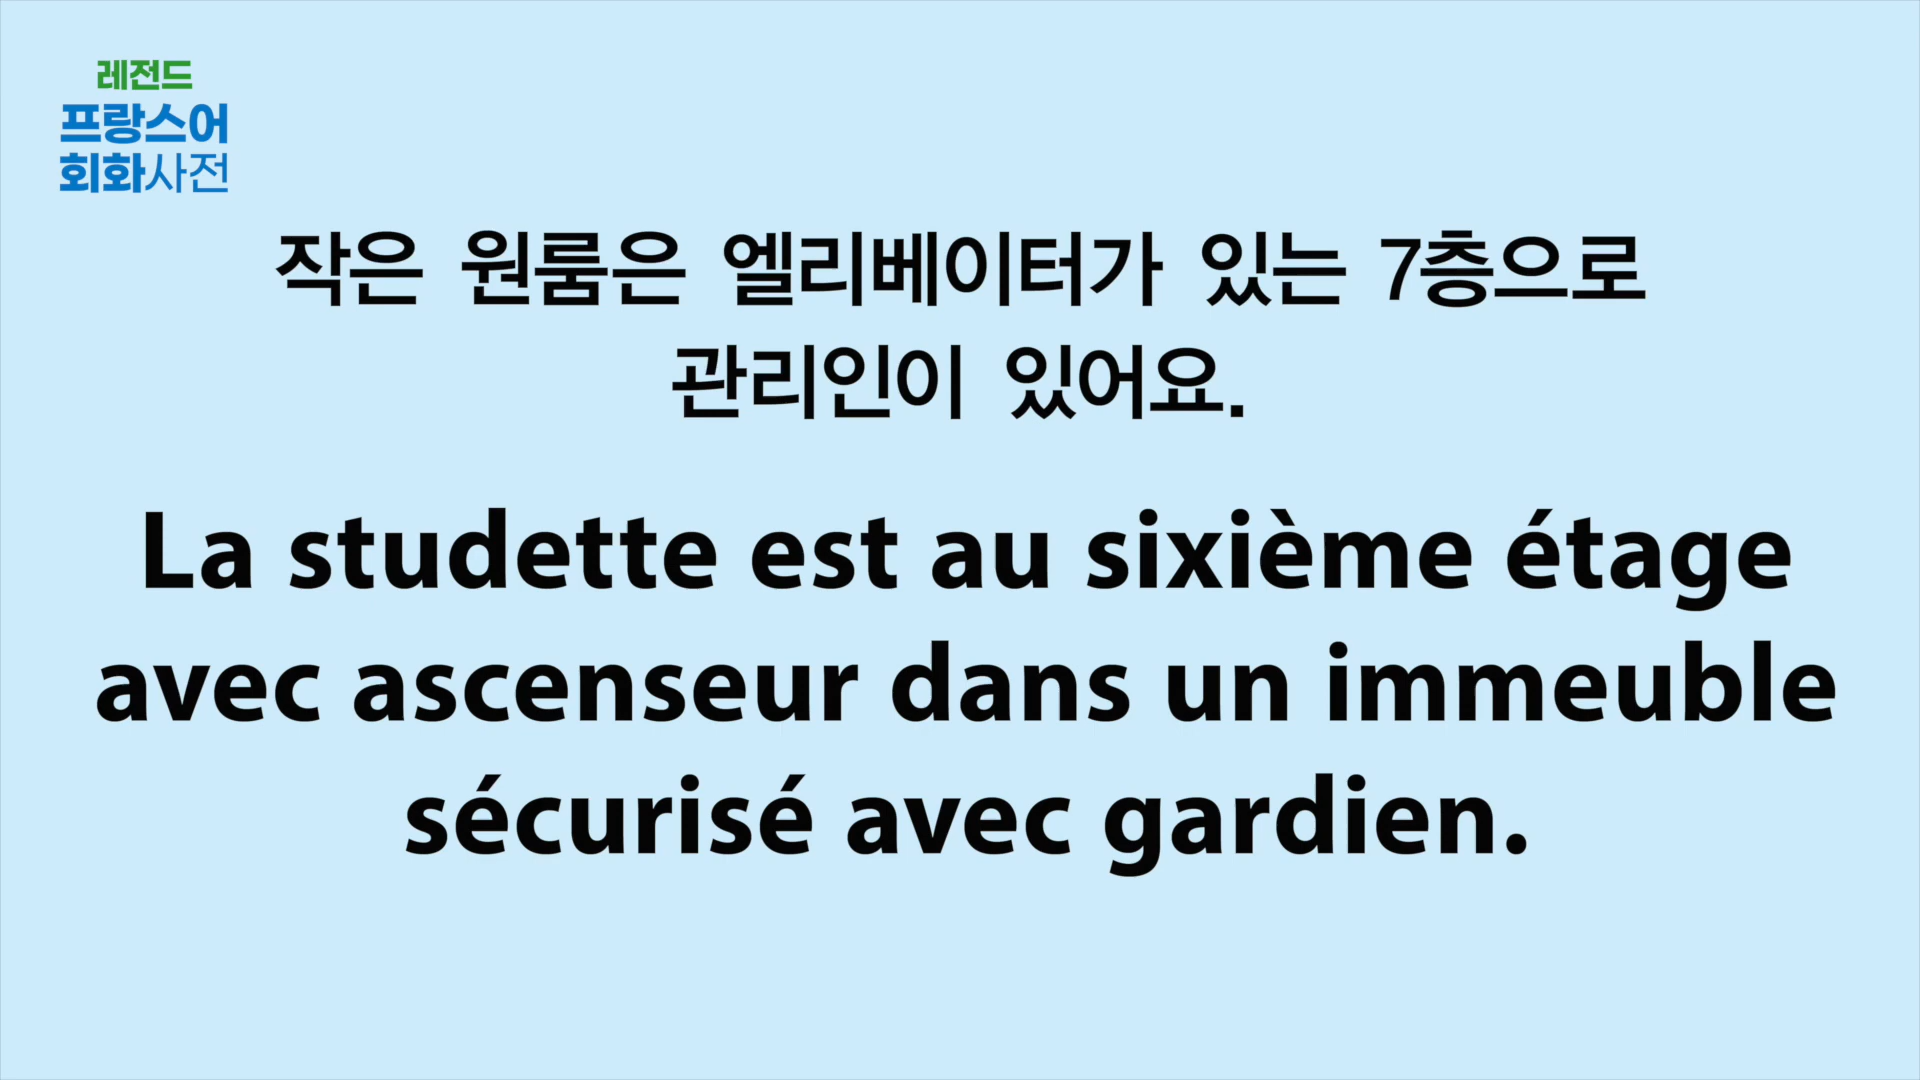 레전드
프랑스어
회화사전
작은 원룸은 엘리베이터가 있는 7층으로
관리인이 있어요.
La studette est au sixième étage
avec ascenseur dans un immeuble
sécurisé avec gardien.